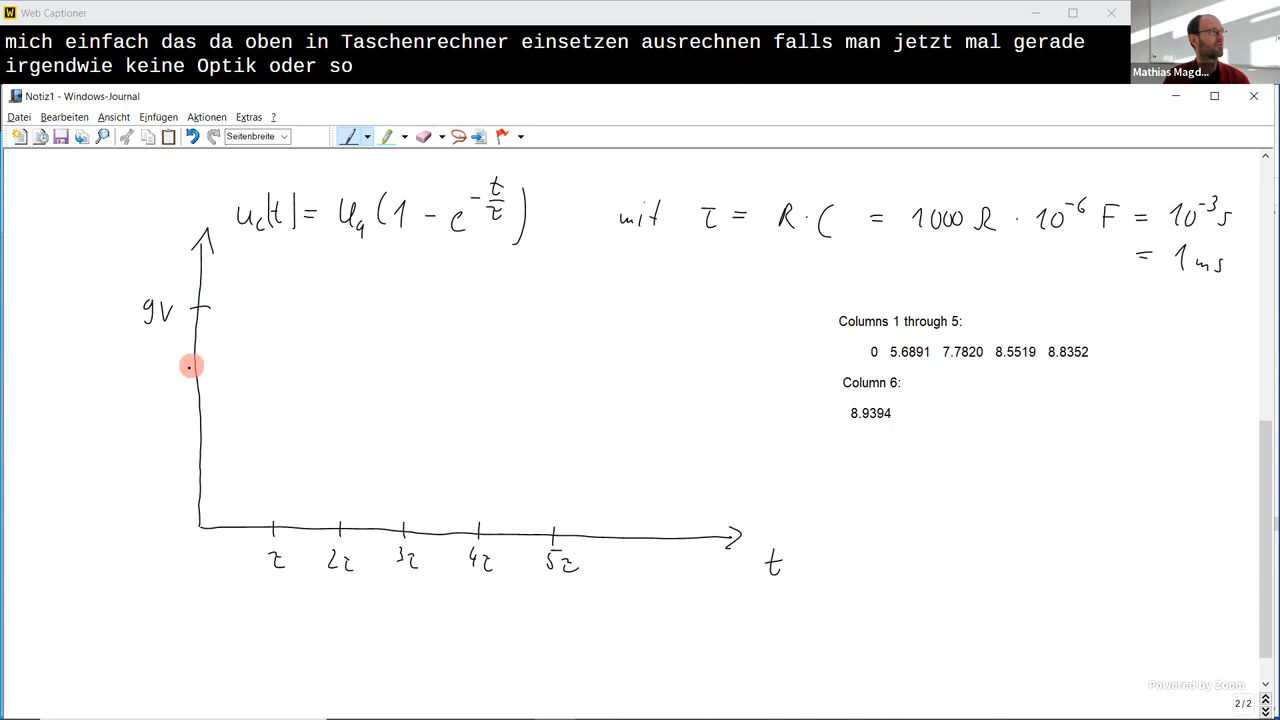 Web Captioner
mich einfach das da oben in Taschenrechner einsetzen ausrechnen falls man jetzt mal gerade
irgendwie keine Optik oder so
Mathias Magd...
Notiz1 - Windows-Journal
Datei Bearbeiten Ansicht Einfügen Aktionen Extras ?
Seitenbreite
u_c(t) = U_q (1 - e^{-t/τ}) mit τ = R · C = 1000 Ω · 10^{-6} F = 10^{-3} s
= 1 ms
9V
Columns 1 through 5:
0 5.6891 7.7820 8.5519 8.8352
Column 6:
8.9394
τ 2τ 3τ 4τ 5τ
t
Powered by Zoom
2 / 2